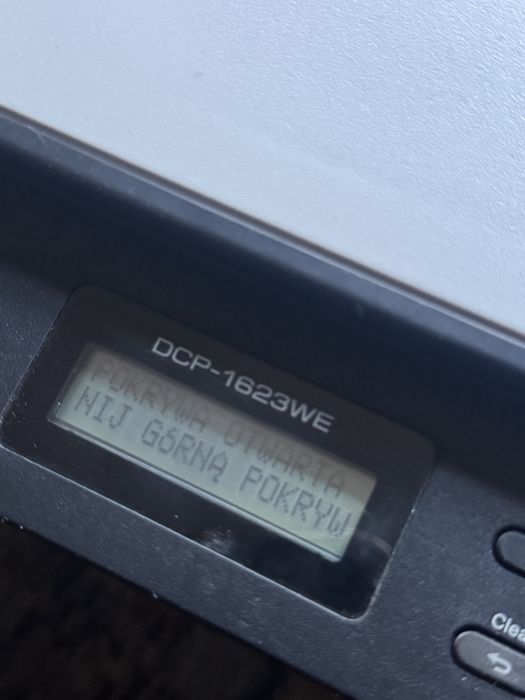 DCP-1623WE
POKRYWA OTWARTA
NIJ GÓRNĄ POKRYW
Clea